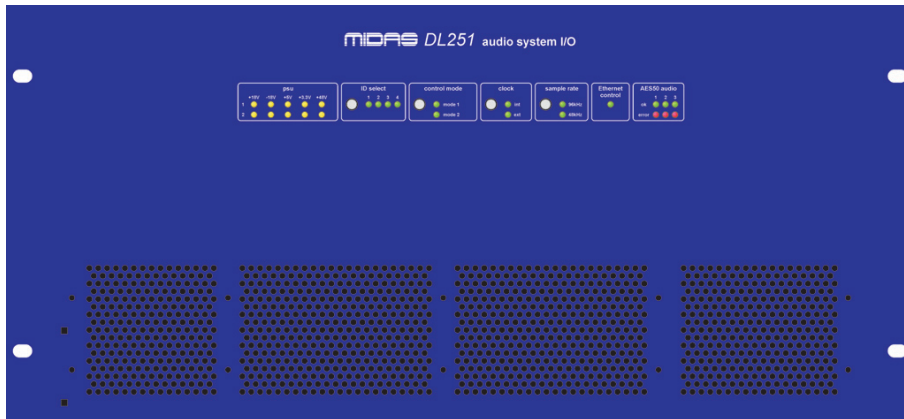 MIDAS DL251 audio system I/O
psu
+15V -15V +5V +3.3V +48V
1
2
ID select
1 2 3 4
control mode
mode 1
mode 2
clock
int
ext
sample rate
96kHz
48kHz
Ethernet
control
AES50 audio
1 2 3
ok
error